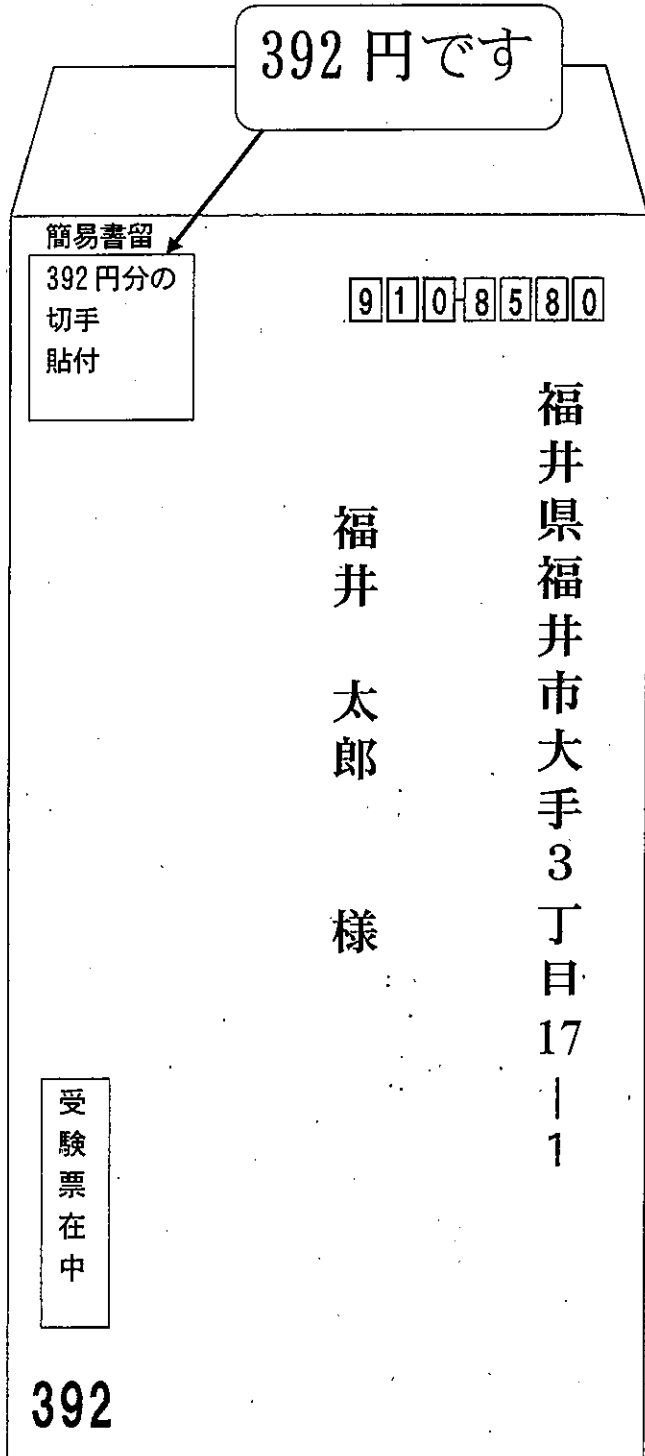 392円です
簡易書留
392円分の
切手
貼付
910-8580
福井県福井市大手3丁目17―1
福井 太郎 様
受験票在中
392